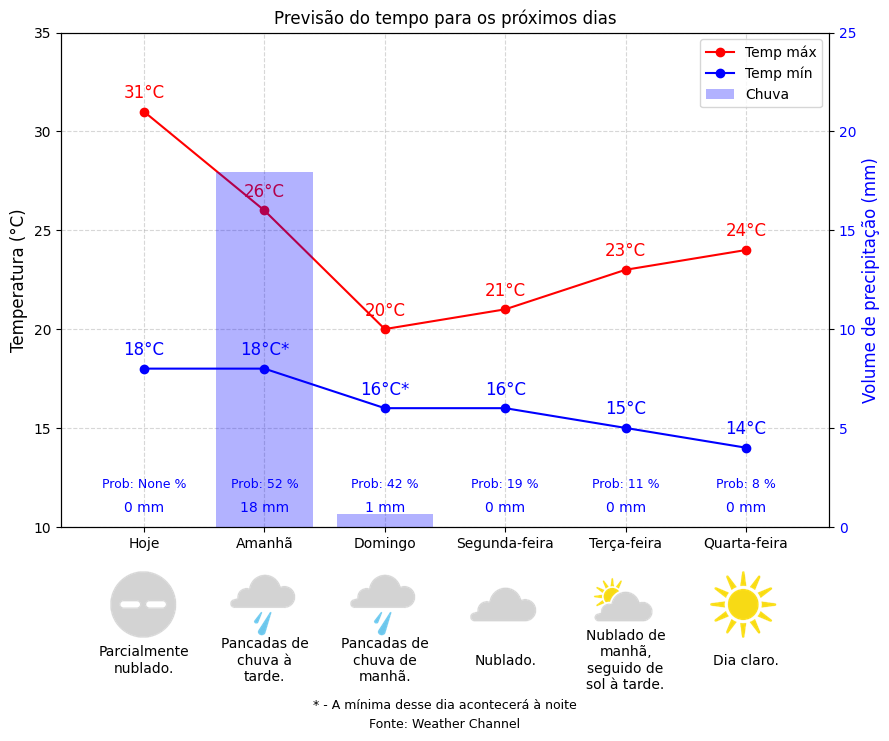 Previsão do tempo para os próximos dias
Temperatura (°C)
Volume de precipitação (mm)
35
30
25
20
15
10
25
20
15
10
5
0
Temp máx
Temp mín
Chuva
31°C
26°C
20°C
21°C
23°C
24°C
18°C
18°C*
16°C*
16°C
15°C
14°C
Prob: None %
Prob: 52 %
Prob: 42 %
Prob: 19 %
Prob: 11 %
Prob: 8 %
0 mm
18 mm
1 mm
0 mm
0 mm
0 mm
Hoje
Amanhã
Domingo
Segunda-feira
Terça-feira
Quarta-feira
Parcialmente
nublado.
Pancadas de
chuva à
tarde.
Pancadas de
chuva de
manhã.
Nublado.
Nublado de
manhã,
seguido de
sol à tarde.
Dia claro.
* - A mínima desse dia acontecerá à noite
Fonte: Weather Channel